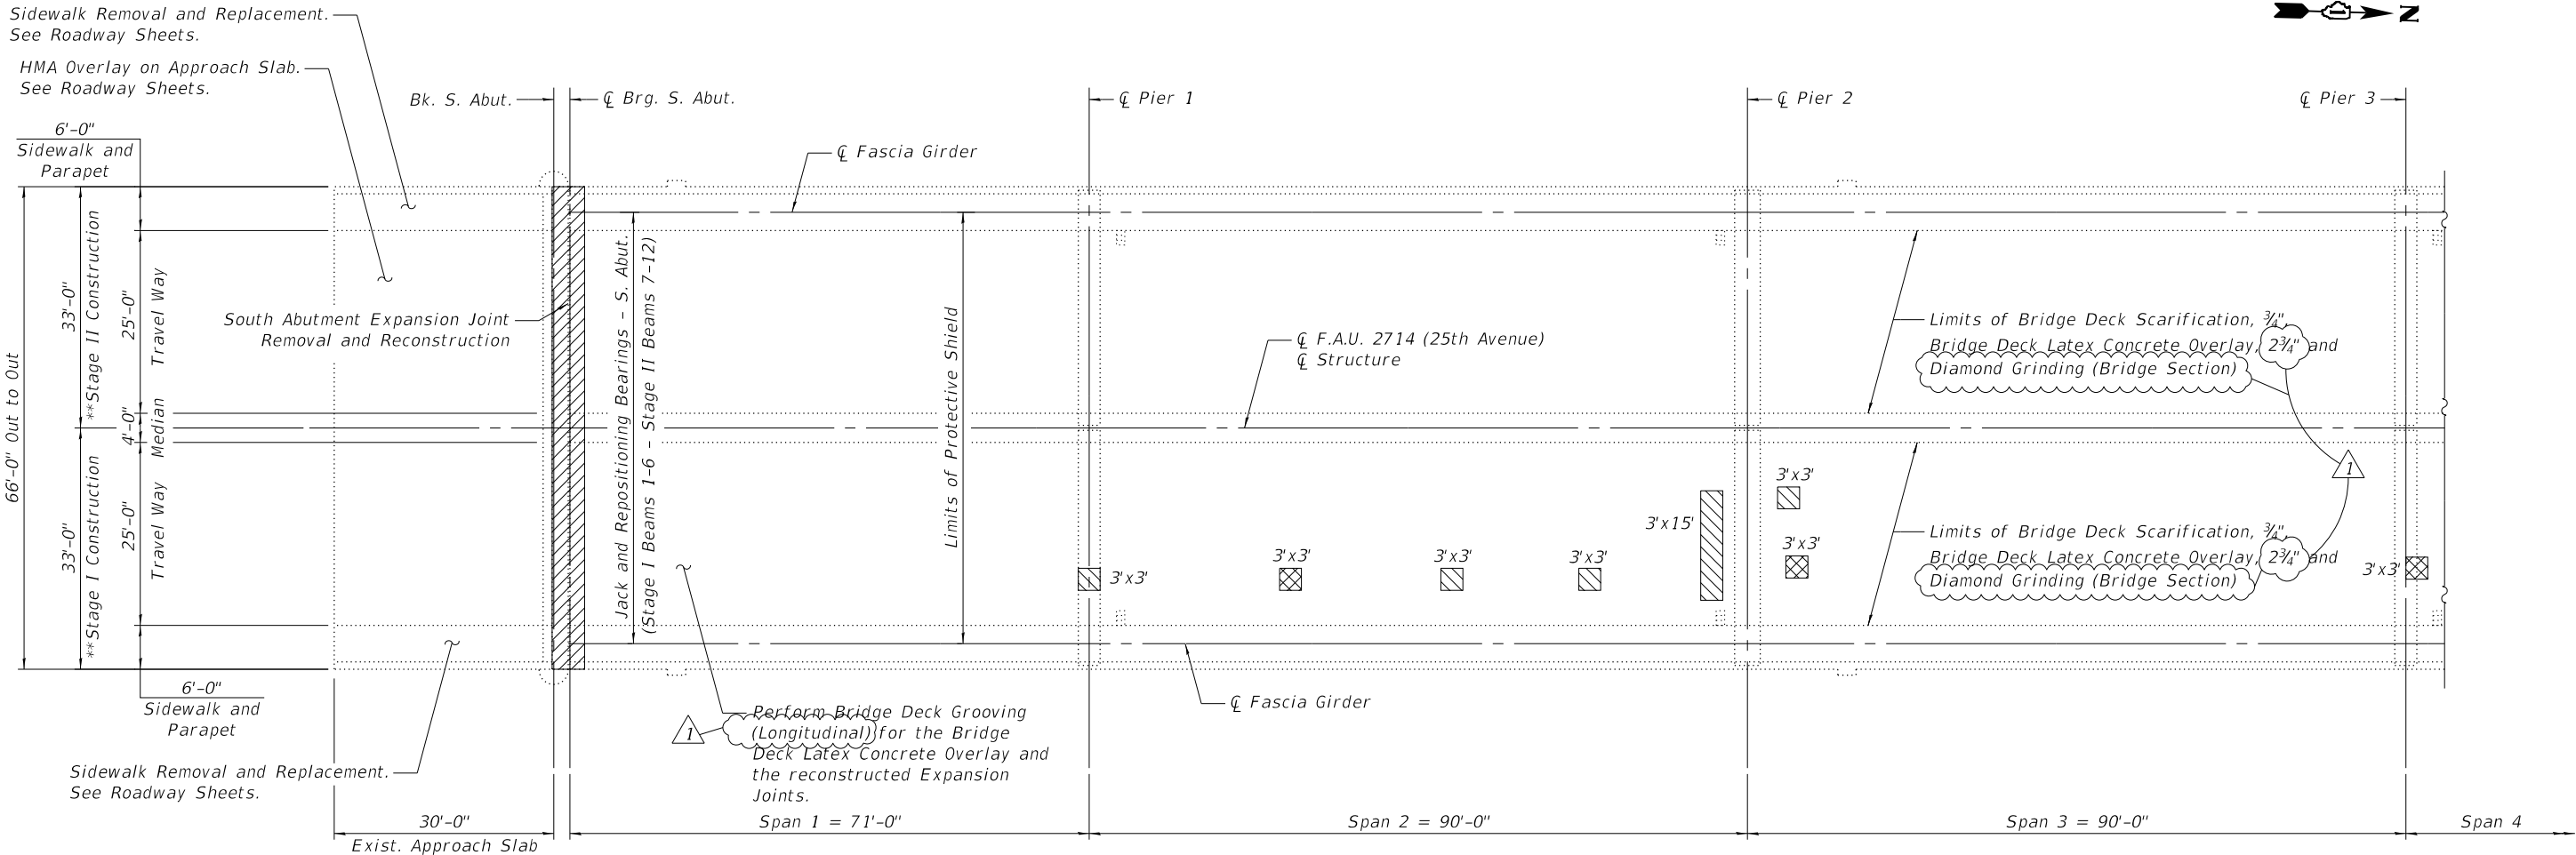 Sidewalk Removal and Replacement.
See Roadway Sheets.
HMA Overlay on Approach Slab.
See Roadway Sheets.
N
Bk. S. Abut.
℄ Brg. S. Abut.
℄ Pier 1
℄ Pier 2
℄ Pier 3
6'-0"
Sidewalk and
Parapet
℄ Fascia Girder
66'-0" Out to Out
33'-0"
**Stage II Construction
25'-0"
Travel Way
4'-0"
Median
33'-0"
**Stage I Construction
25'-0"
Travel Way
South Abutment Expansion Joint
Removal and Reconstruction
Jack and Repositioning Bearings - S. Abut.
(Stage I Beams 1-6 - Stage II Beams 7-12)
Limits of Protective Shield
℄ F.A.U. 2714 (25th Avenue)
℄ Structure
Limits of Bridge Deck Scarification, ¾",
Bridge Deck Latex Concrete Overlay, 2¾" and
Diamond Grinding (Bridge Section)
1
3'x3'
3'x15'
3'x3'
3'x3'
3'x3'
3'x3'
3'x3'
3'x3'
Limits of Bridge Deck Scarification, ¾",
Bridge Deck Latex Concrete Overlay, 2¾" and
Diamond Grinding (Bridge Section)
3'x3'
6'-0"
Sidewalk and
Parapet
℄ Fascia Girder
1
Perform Bridge Deck Grooving
(Longitudinal) for the Bridge
Deck Latex Concrete Overlay and
the reconstructed Expansion
Joints.
Sidewalk Removal and Replacement.
See Roadway Sheets.
30'-0"
Exist. Approach Slab
Span 1 = 71'-0"
Span 2 = 90'-0"
Span 3 = 90'-0"
Span 4